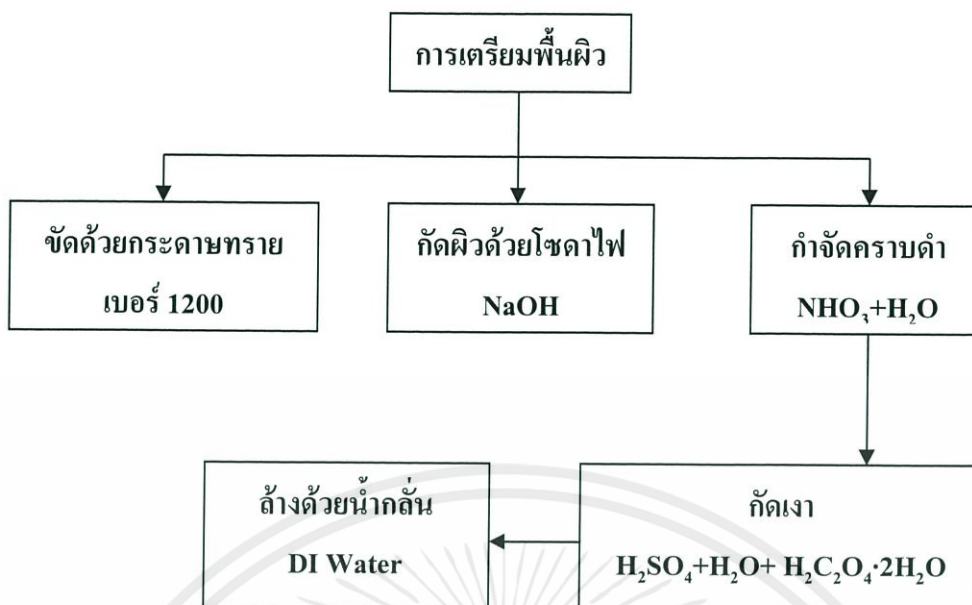 การเตรียมพื้นผิว
ขัดด้วยกระดาษทราย
เบอร์ 1200
กัดผิวด้วยโซดาไฟ
NaOH
กำจัดคราบดำ
NHO₃+H₂O
กัดเงา
H₂SO₄+H₂O+ H₂C₂O₄·2H₂O
ล้างด้วยน้ำกลั่น
DI Water